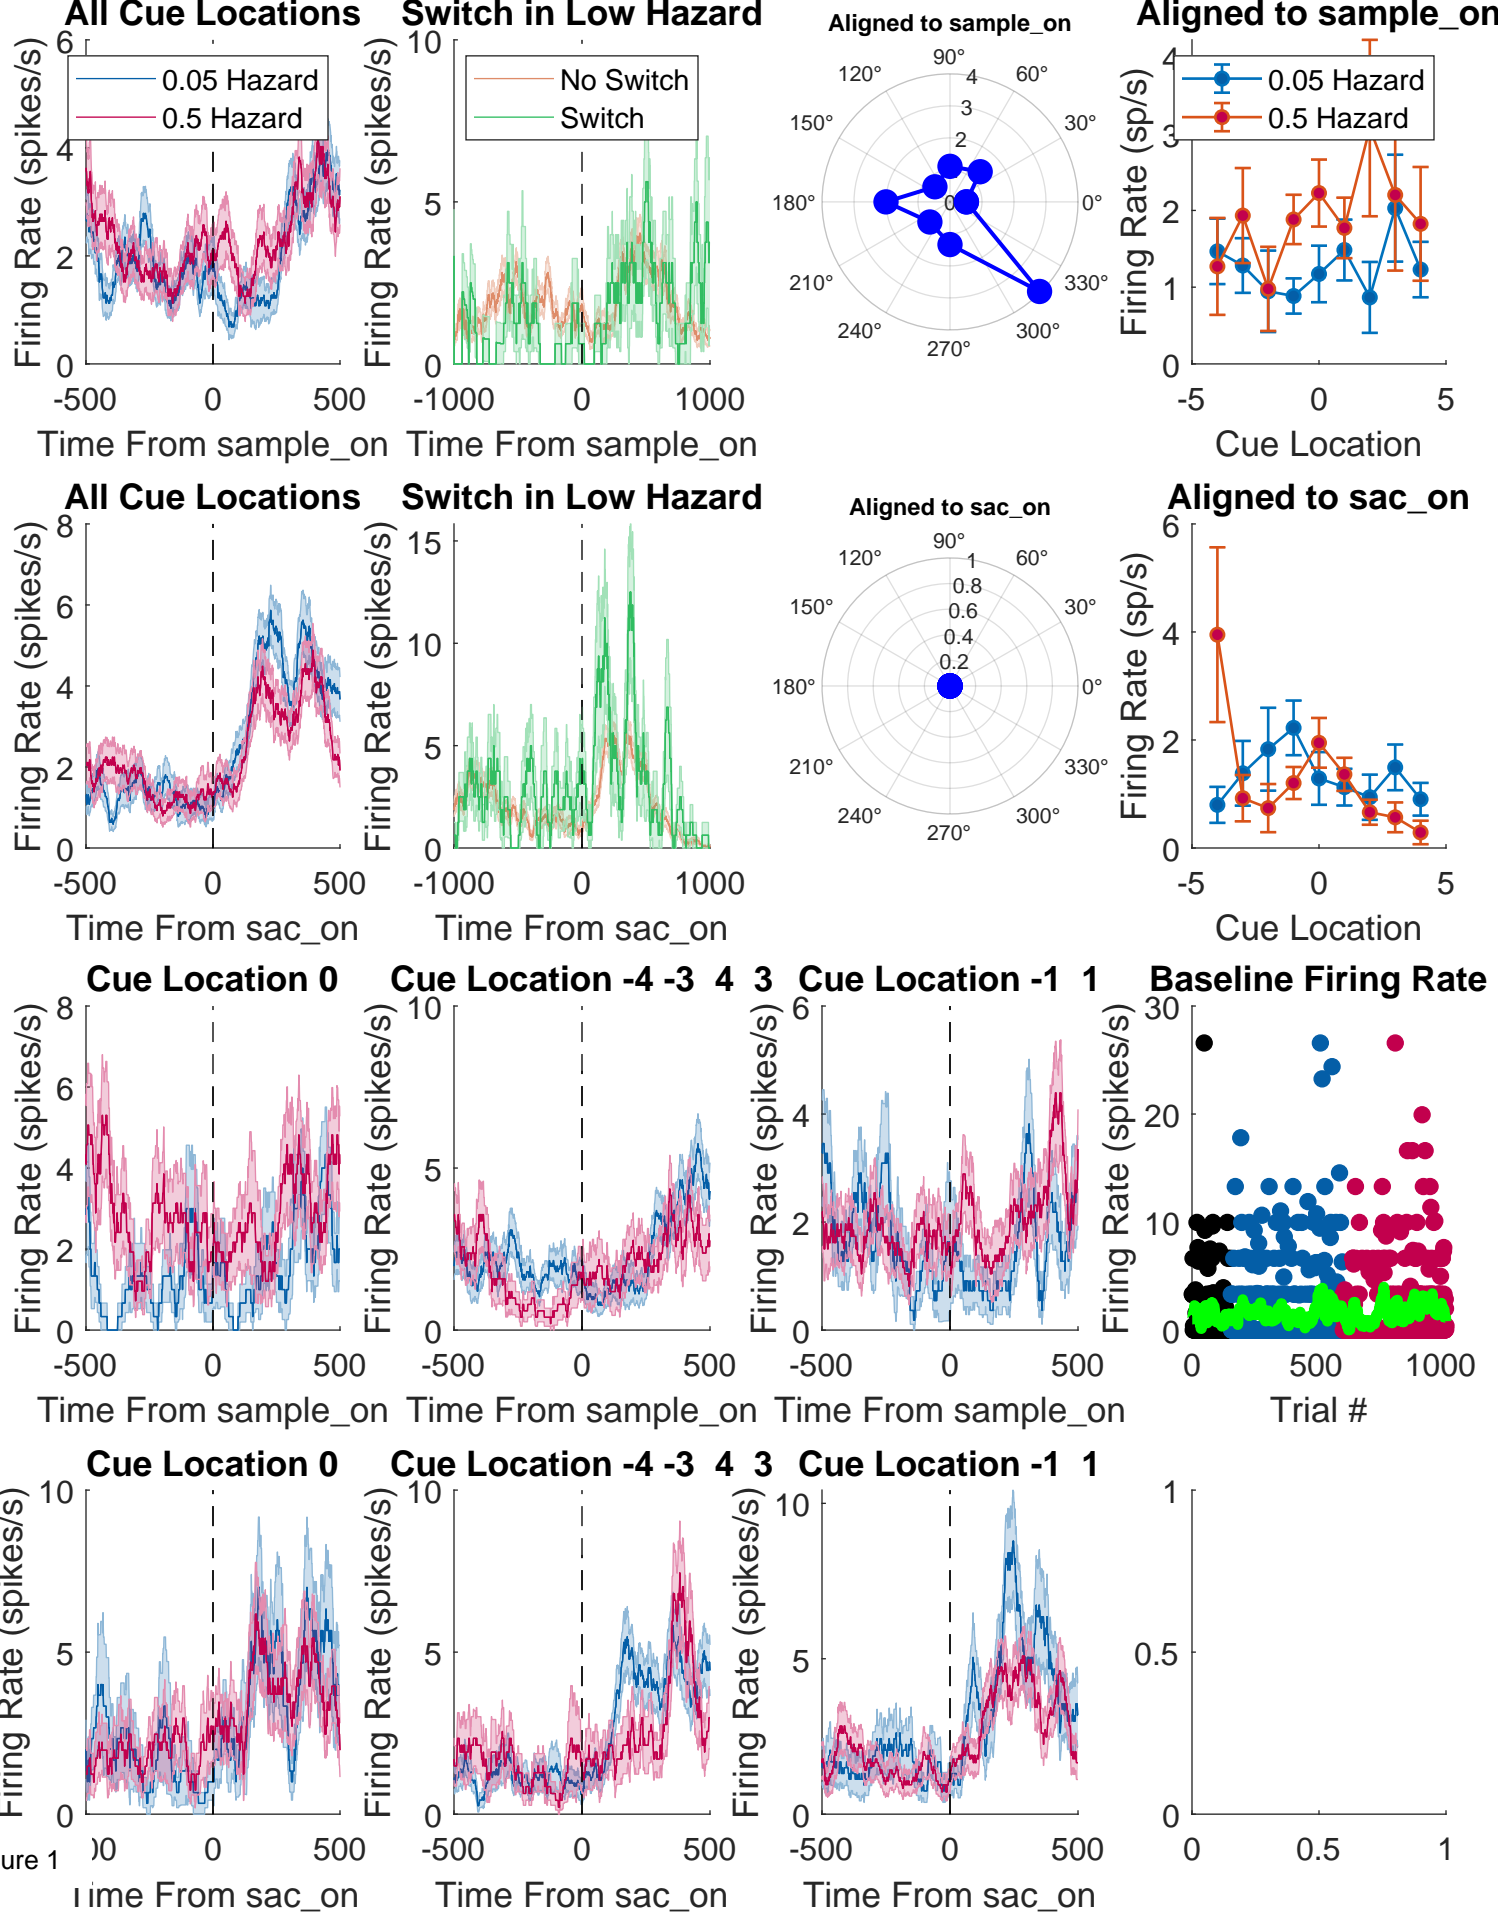 All Cue Locations
Switch in Low Hazard
Aligned to sample_on
Aligned to sample_on
Firing Rate (spikes/s)
6
4
2
0
0.05 Hazard
0.5 Hazard
-500 0 500
Time From sample_on
Firing Rate (spikes/s)
10
5
0
No Switch
Switch
-1000 0 1000
Time From sample_on
90°
120° 60°
150° 30°
180° 0°
210° 330°
240° 300°
270°
4
3
2
0
Firing Rate (sp/s)
4
3
2
1
0
0.05 Hazard
0.5 Hazard
-5 0 5
Cue Location
All Cue Locations
Switch in Low Hazard
Aligned to sac_on
Aligned to sac_on
Firing Rate (spikes/s)
8
6
4
2
0
-500 0 500
Time From sac_on
Firing Rate (spikes/s)
15
10
5
0
-1000 0 1000
Time From sac_on
90°
120° 60°
150° 30°
180° 0°
210° 330°
240° 300°
270°
1
0.8
0.6
0.4
0.2
Firing Rate (sp/s)
6
4
2
0
-5 0 5
Cue Location
Cue Location 0
Cue Location -4 -3 4 3
Cue Location -1 1
Baseline Firing Rate
Firing Rate (spikes/s)
8
6
4
2
0
-500 0 500
Time From sample_on
Firing Rate (spikes/s)
10
5
0
-500 0 500
Time From sample_on
Firing Rate (spikes/s)
6
4
2
0
-500 0 500
Time From sample_on
Firing Rate (spikes/s)
30
20
10
0
0 500 1000
Trial #
Cue Location 0
Cue Location -4 -3 4 3
Cue Location -1 1
Firing Rate (spikes/s)
10
5
0
00 0 500
Time From sac_on
Firing Rate (spikes/s)
10
5
0
-500 0 500
Time From sac_on
Firing Rate (spikes/s)
10
5
0
-500 0 500
Time From sac_on
1
0.5
0
0 0.5 1
ure 1